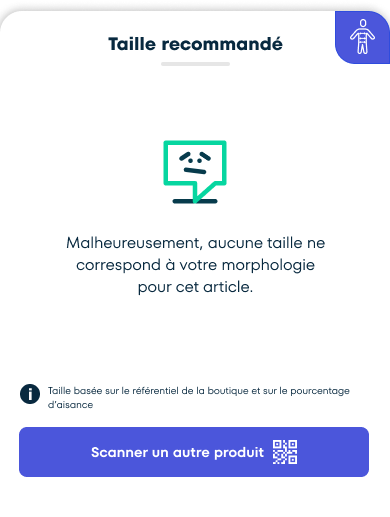 Taille recommandé
Malheureusement, aucune taille ne
correspond à votre morphologie
pour cet article.
Taille basée sur le référentiel de la boutique et sur le pourcentage
d'aisance
Scanner un autre produit